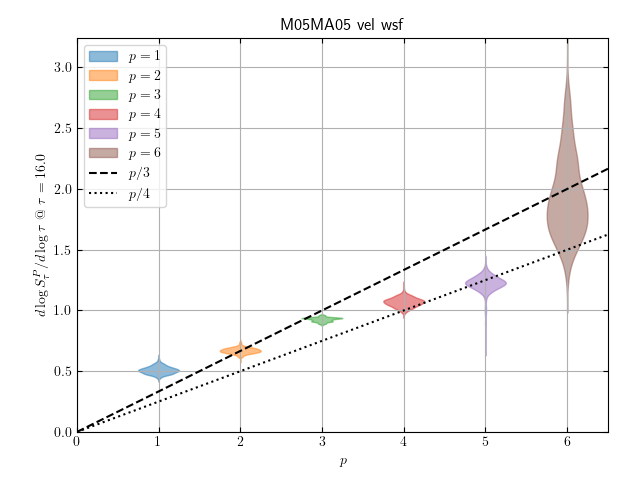 M05MA05 vel wsf
p = 1
p = 2
p = 3
p = 4
p = 5
p = 6
p/3
p/4
d log S_τ^P / d log τ @ τ = 16.0
3.0
2.5
2.0
1.5
1.0
0.5
0.0
0 1 2 3 4 5 6
p